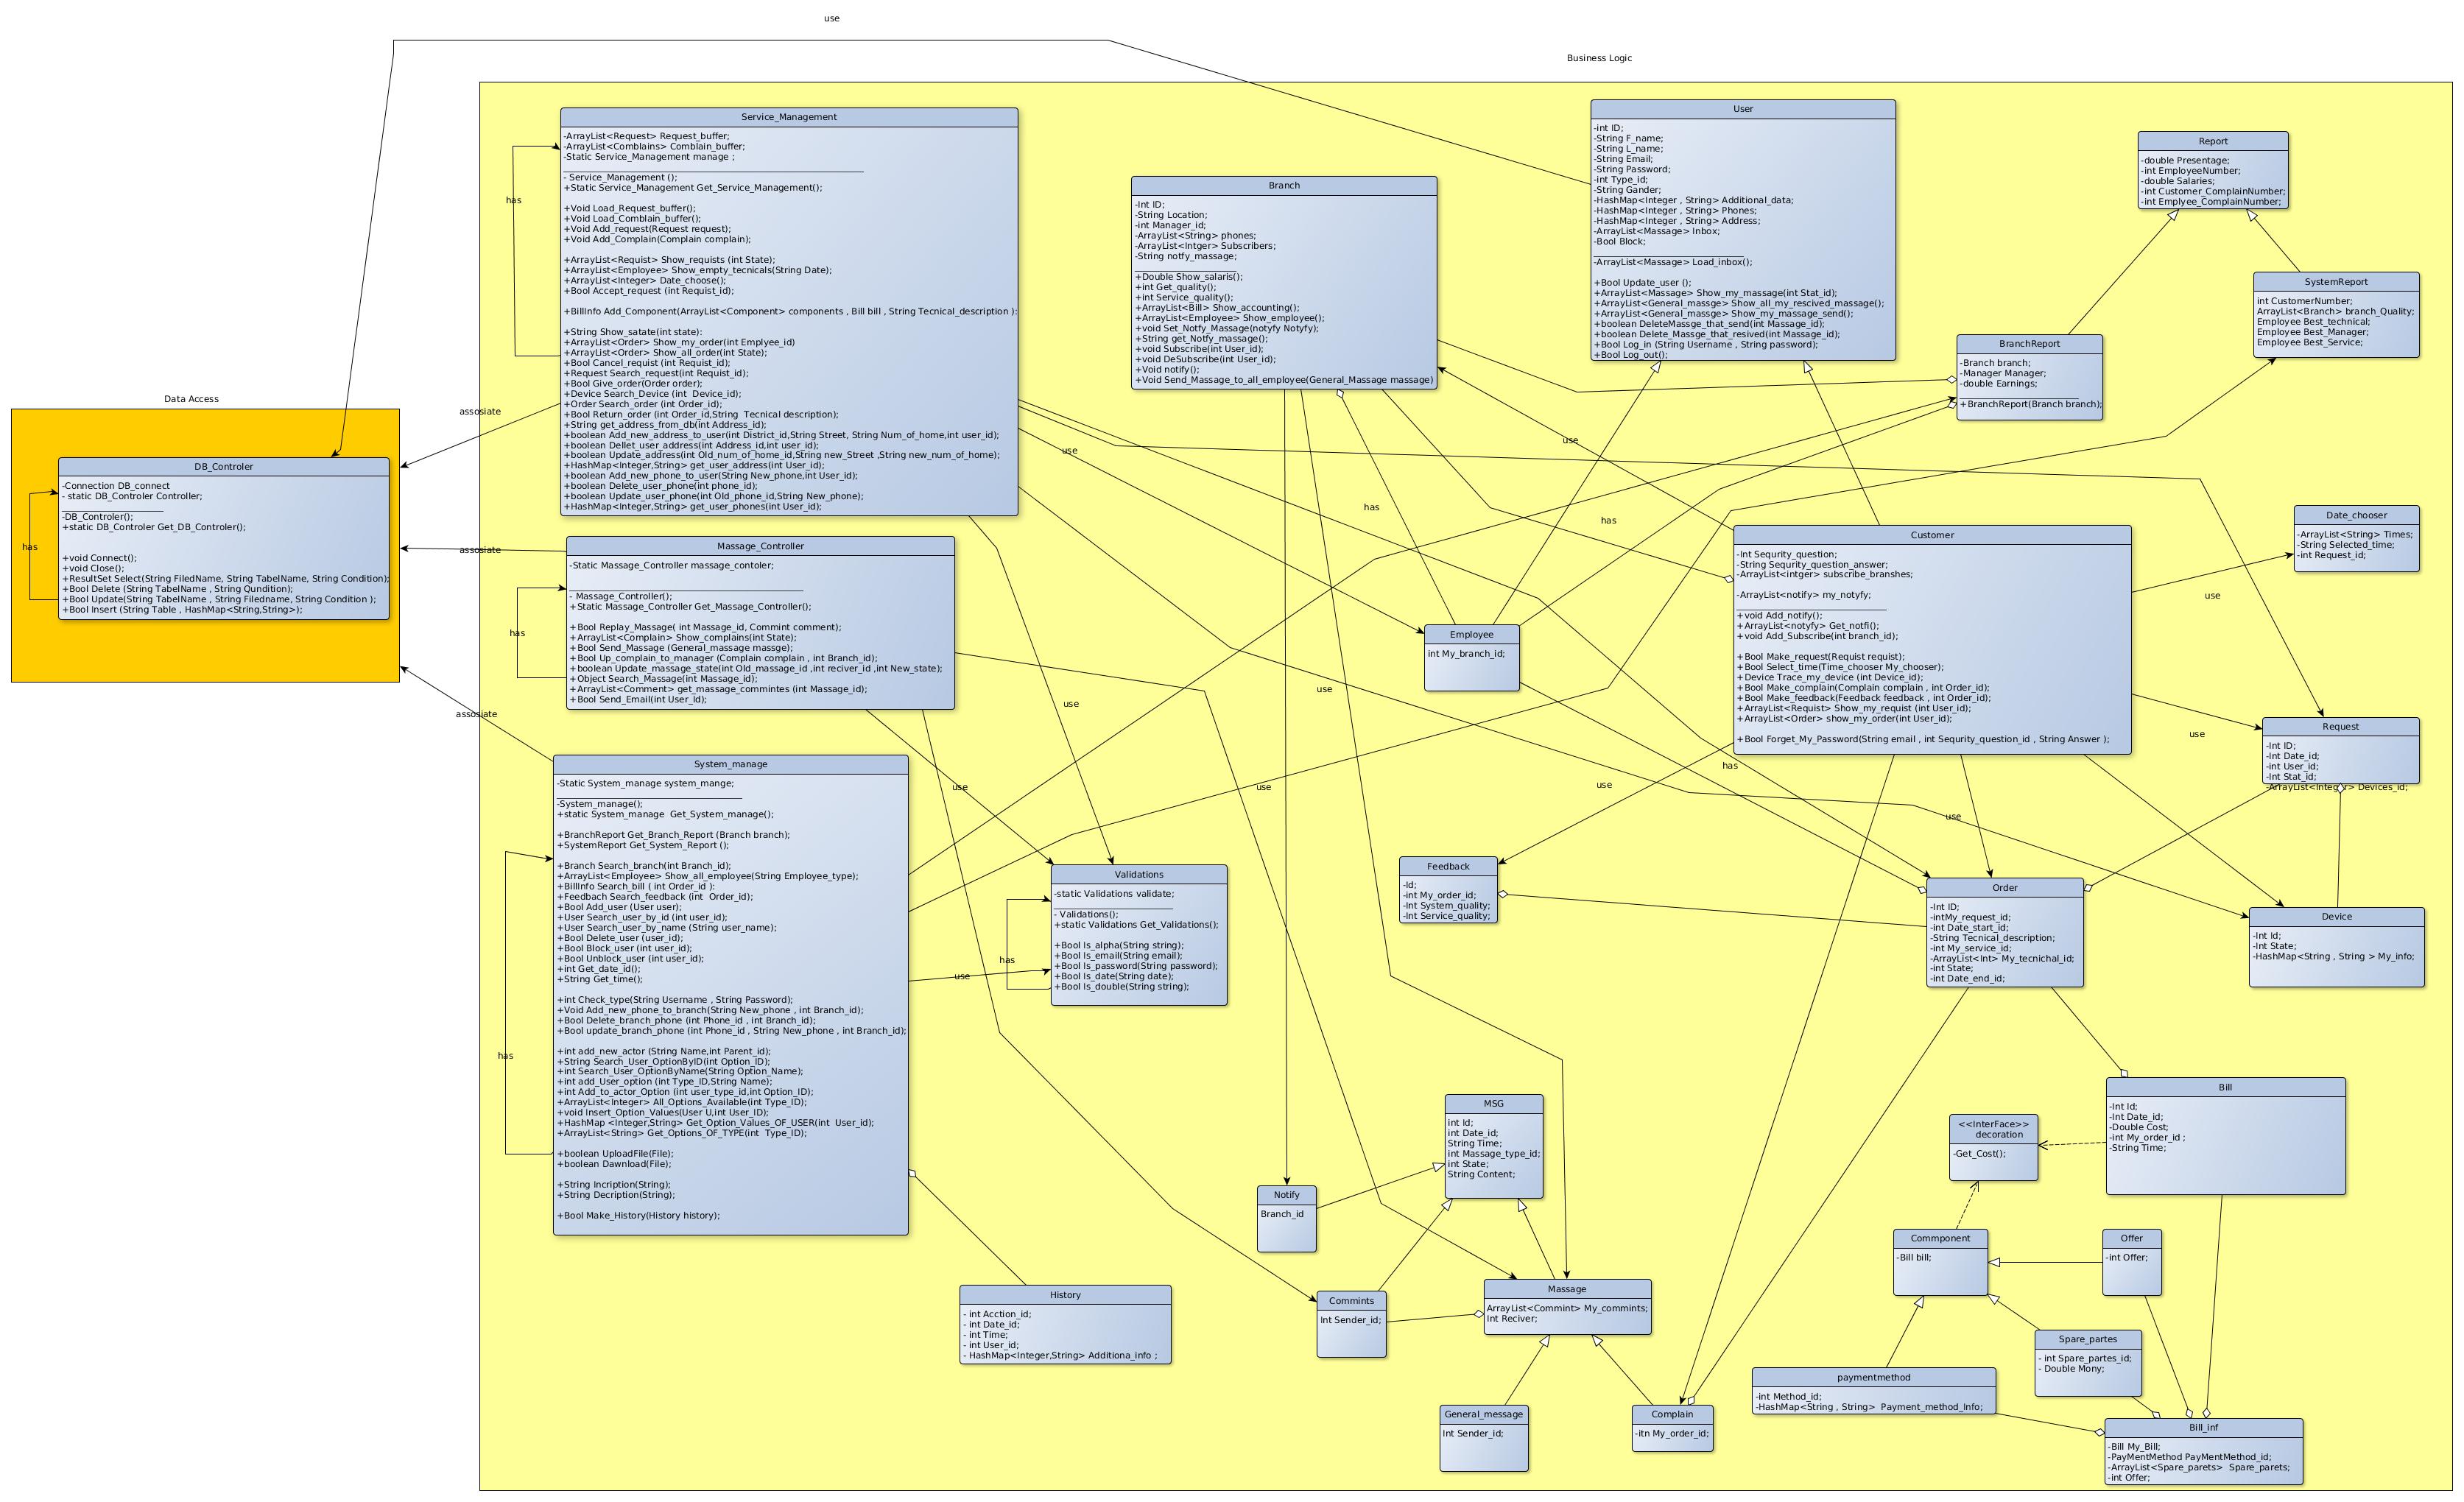 use
Business Logic
Data Access
assosiate
assosiate
assosiate
DB_Controler
-Connection DB_connect
- static DB_Controler Controller;
-DB_Controler();
+static DB_Controler Get_DB_Controler();
+void Connect();
+void Close();
+ResultSet Select(String FiledName, String TabelName, String Condition);
+Bool Delete (String TabelName , String Qundition);
+Bool Update(String TabelName , String Filedname, String Condition );
+Bool Insert (String Table , HashMap<String,String>);
has
Service_Management
-ArrayList<Request> Request_buffer;
-ArrayList<Comblains> Comblain_buffer;
-Static Service_Management manage ;
- Service_Management ();
+Static Service_Management Get_Service_Management();
+Void Load_Request_buffer();
+Void Load_Comblain_buffer();
+Void Add_request(Request request);
+Void Add_Complain(Complain complain);
+ArrayList<Requist> Show_requists (int State);
+ArrayList<Employee> Show_empty_tecnicals(String Date);
+ArrayList<Integer> Date_choose();
+Bool Accept_request (int Requist_id);
+BillInfo Add_Component(ArrayList<Component> components , Bill bill , String Tecnical_description ):
+String Show_satate(int state):
+ArrayList<Order> Show_my_order(int Emplyee_id)
+ArrayList<Order> Show_all_order(int State);
+Bool Cancel_requist (int Requist_id);
+Request Search_request(int Requist_id);
+Bool Give_order(Order order);
+Device Search_Device (int  Device_id);
+Order Search_order (int Order_id);
+Bool Return_order (int Order_id,String  Tecnical description);
+String get_address_from_db(int Address_id);
+boolean Add_new_address_to_user(int District_id,String Street, String Num_of_home,int user_id);
+boolean Dellet_user_address(int Address_id,int user_id);
+boolean Update_address(int Old_num_of_home_id,String new_Street ,String new_num_of_home);
+HashMap<Integer,String> get_user_address(int User_id);
+boolean Add_new_phone_to_user(String New_phone,int User_id);
+boolean Delete_user_phone(int phone_id);
+boolean Update_user_phone(int Old_phone_id,String New_phone);
+HashMap<Integer,String> get_user_phones(int User_id);
has
Massage_Controller
-Static Massage_Controller massage_contoler;
- Massage_Controller();
+Static Massage_Controller Get_Massage_Controller();
+Bool Replay_Massage( int Massage_id, Commint comment);
+ArrayList<Complain> Show_complains(int State);
+Bool Send_Massage (General_massage massge);
+Bool Up_complain_to_manager (Complain complain , int Branch_id);
+boolean Update_massage_state(int Old_massage_id ,int reciver_id ,int New_state);
+Object Search_Massage(int Massage_id);
+ArrayList<Comment> get_massage_commintes (int Massage_id);
+Bool Send_Email(int User_id);
has
System_manage
-Static System_manage system_mange;
-System_manage();
+static System_manage  Get_System_manage();
+BranchReport Get_Branch_Report (Branch branch);
+SystemReport Get_System_Report ();
+Branch Search_branch(int Branch_id);
+ArrayList<Employee> Show_all_employee(String Employee_type);
+BillInfo Search_bill ( int Order_id ):
+Feedbach Search_feedback (int  Order_id);
+Bool Add_user (User user);
+User Search_user_by_id (int user_id);
+User Search_user_by_name (String user_name);
+Bool Delete_user (user_id);
+Bool Block_user (int user_id);
+Bool Unblock_user (int user_id);
+int Get_date_id();
+String Get_time();
+int Check_type(String Username , String Password);
+Void Add_new_phone_to_branch(String New_phone , int Branch_id);
+Bool Delete_branch_phone (int Phone_id , int Branch_id);
+Bool update_branch_phone (int Phone_id , String New_phone , int Branch_id);
+int add_new_actor (String Name,int Parent_id);
+String Search_User_OptionByID(int Option_ID);
+int Search_User_OptionByName(String Option_Name);
+int add_User_option (int Type_ID,String Name);
+int Add_to_actor_Option (int user_type_id,int Option_ID);
+ArrayList<Integer> All_Options_Available(int Type_ID);
+void Insert_Option_Values(User U,int User_ID);
+HashMap <Integer,String> Get_Option_Values_OF_USER(int  User_id);
+ArrayList<String> Get_Options_OF_TYPE(int  Type_ID);
+boolean UploadFile(File);
+boolean Dawnload(File);
+String Incription(String);
+String Decription(String);
+Bool Make_History(History history);
has
Branch
-Int ID;
-String Location;
-int Manager_id;
-ArrayList<String> phones;
-ArrayList<Intger> Subscribers;
-String notfy_massage;
+Double Show_salaris();
+int Get_quality();
+int Service_quality();
+ArrayList<Bill> Show_accounting();
+ArrayList<Employee> Show_employee();
+void Set_Notfy_Massage(notyfy Notyfy);
+String get_Notfy_massage();
+void Subscribe(int User_id);
+void DeSubscribe(int User_id);
+Void notify();
+Void Send_Massage_to_all_employee(General_Massage massage)
User
-int ID;
-String F_name;
-String L_name;
-String Email;
-String Password;
-int Type_id;
-String Gander;
-HashMap<Integer , String> Additional_data;
-HashMap<Integer , String> Phones;
-HashMap<Integer , String> Address;
-ArrayList<Massage> Inbox;
-Bool Block;
-ArrayList<Massage> Load_inbox();
+Bool Update_user ();
+ArrayList<Massage> Show_my_massage(int Stat_id);
+ArrayList<General_massge> Show_all_my_rescived_massage();
+ArrayList<General_massge> Show_my_massage_send();
+boolean DeleteMassge_that_send(int Massage_id);
+boolean Delete_Massge_that_resived(int Massage_id);
+Bool Log_in (String Username , String password);
+Bool Log_out();
Report
-double Presentage;
-int EmployeeNumber;
-double Salaries;
-int Customer_ComplainNumber;
-int Emplyee_ComplainNumber;
SystemReport
int CustomerNumber;
ArrayList<Branch> branch_Quality;
Employee Best_technical;
Employee Best_Manager;
Employee Best_Service;
BranchReport
-Branch branch;
-Manager Manager;
-double Earnings;
+BranchReport(Branch branch);
use
use
has
has
Date_chooser
-ArrayList<String> Times;
-String Selected_time;
-int Request_id;
Customer
-Int Sequrity_question;
-String Sequrity_question_answer;
-ArrayList<intger> subscribe_branshes;
-ArrayList<notify> my_notyfy;
+void Add_notify();
+ArrayList<notyfy> Get_notfi();
+void Add_Subscribe(int branch_id);
+Bool Make_request(Requist requist);
+Bool Select_time(Time_chooser My_chooser);
+Device Trace_my_device (int Device_id);
+Bool Make_complain(Complain complain , int Order_id);
+Bool Make_feedback(Feedback feedback , int Order_id);
+ArrayList<Requist> Show_my_requist (int User_id);
+ArrayList<Order> show_my_order(int User_id);
+Bool Forget_My_Password(String email , int Sequrity_question_id , String Answer );
use
Employee
int My_branch_id;
use
use
use
Request
-Int ID;
-Int Date_Id;
-int User_id;
-Int Stat_id;
-ArrayList<Integer> Devices_id;
has
use
use
use
use
use
Validations
-static Validations validate;
- Validations();
+static Validations Get_Validations();
+Bool Is_alpha(String string);
+Bool Is_email(String email);
+Bool Is_password(String password);
+Bool Is_date(String date);
+Bool Is_double(String string);
has
Feedback
-Id;
-int My_order_id;
-Int System_quality;
-Int Service_quality;
Order
-Int ID;
-intMy_request_id;
-int Date_start_id;
-String Tecnical_description;
-int My_service_id;
-ArrayList<Int> My_tecnichal_id;
-int State;
-int Date_end_id;
Device
-Int Id;
-Int State;
-HashMap<String , String > My_info;
Bill
-Int Id;
-Int Date_id;
-Double Cost;
-int My_order_id ;
-String Time;
<<InterFace>>
decoration
-Get_Cost();
MSG
int Id;
int Date_id;
String Time;
int Massage_type_id;
int State;
String Content;
Notify
Branch_id
Commponent
-Bill bill;
Offer
-int Offer;
History
- int Acction_id;
- int Date_id;
- int Time;
- int User_id;
- HashMap<Integer,String> Additiona_info ;
Commints
Int Sender_id;
Massage
ArrayList<Commint> My_commints;
Int Reciver;
Spare_partes
- int Spare_partes_id;
- Double Mony;
paymentmethod
-int Method_id;
-HashMap<String , String>  Payment_method_Info;
General_message
Int Sender_id;
Complain
-itn My_order_id;
Bill_inf
-Bill My_Bill;
-PayMentMethod PayMentMethod_id;
-ArrayList<Spare_parets>  Spare_parets;
-int Offer;